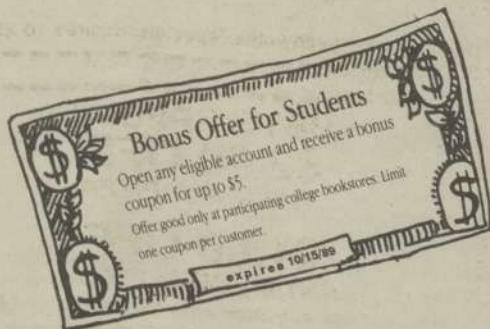 Bonus Offer for Students
Open any eligible account and receive a bonus
coupon for up to $5.
Offer good only at participating college bookstores. Limit
one coupon per customer.
expires 10/15/89
$
$
$
$